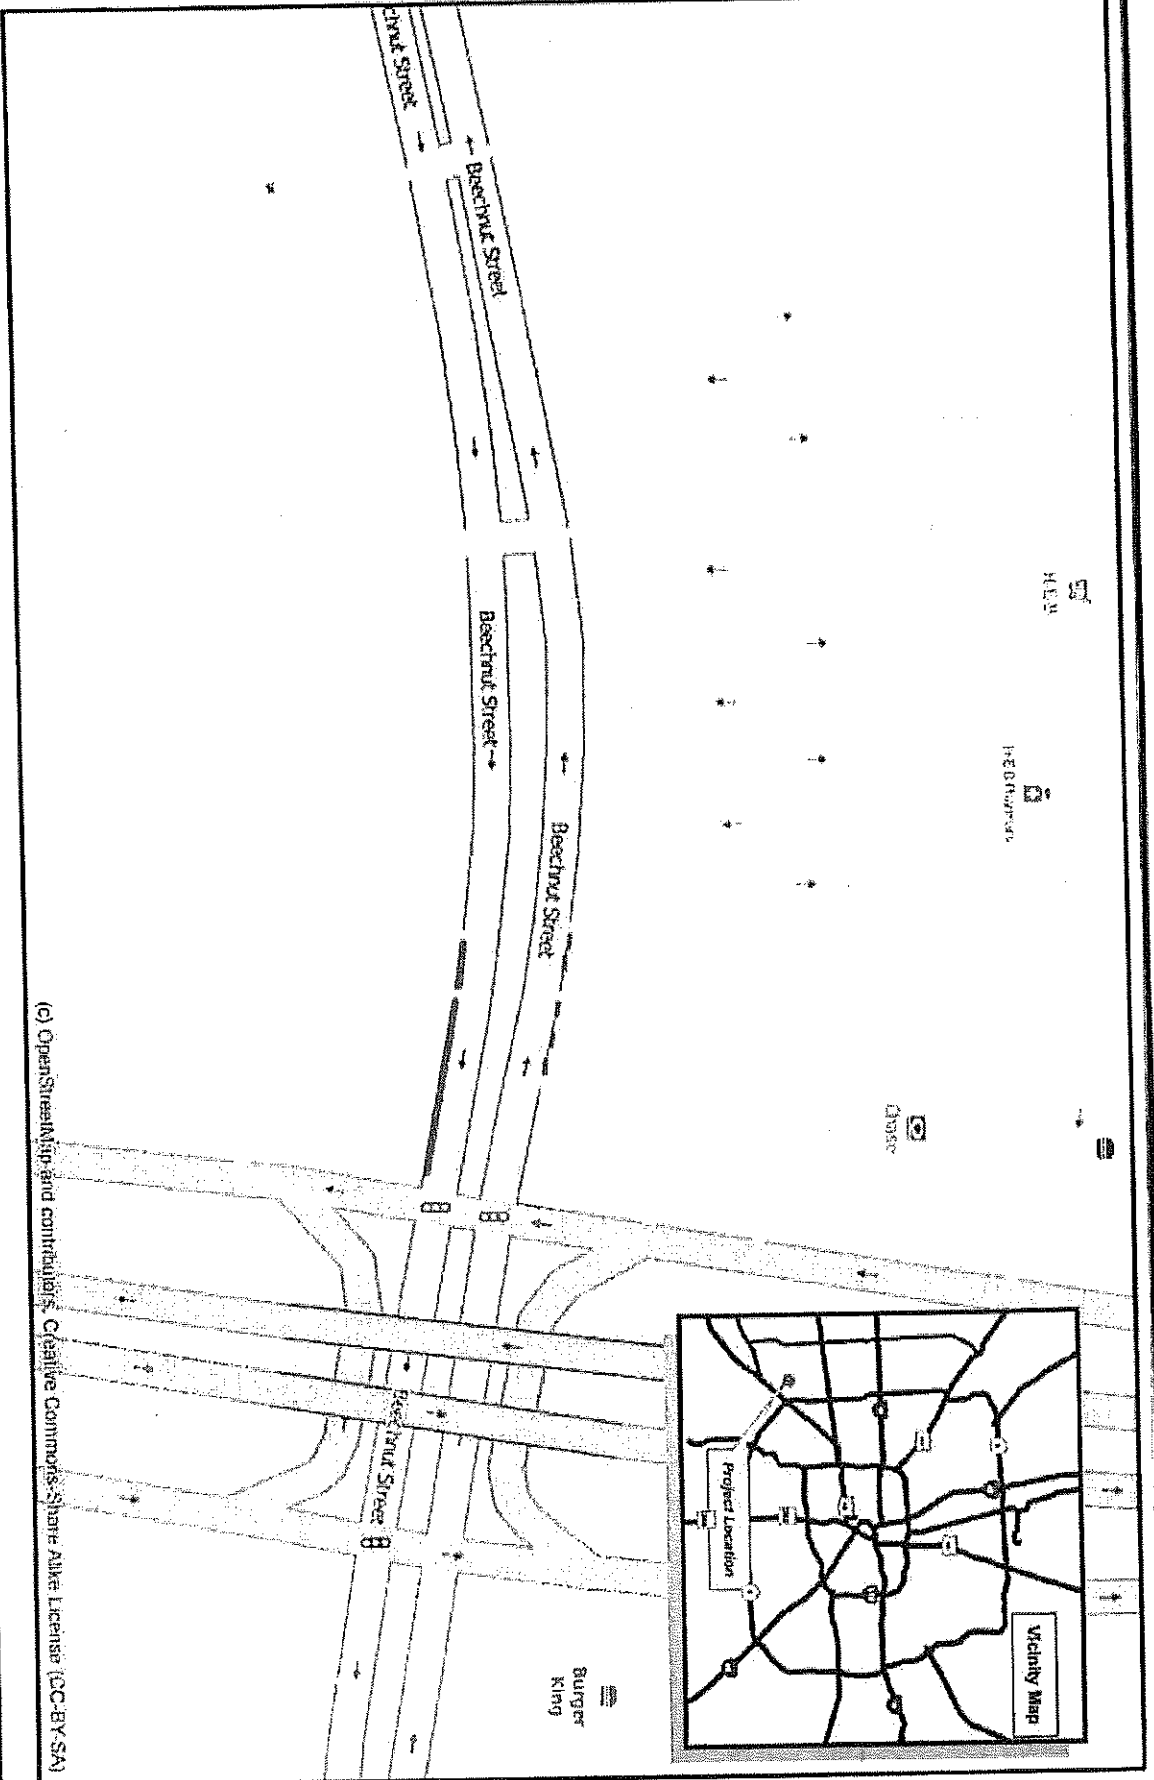 Vicinity Map
Project Location
H-E-B
Chase
Beechnut Street
Beechnut Street
Beechnut Street
Beechnut Street
chnut Street
Burger
King
(c) OpenStreetMap and contributors, Creative Commons-Share Alike License (CC-BY-SA)